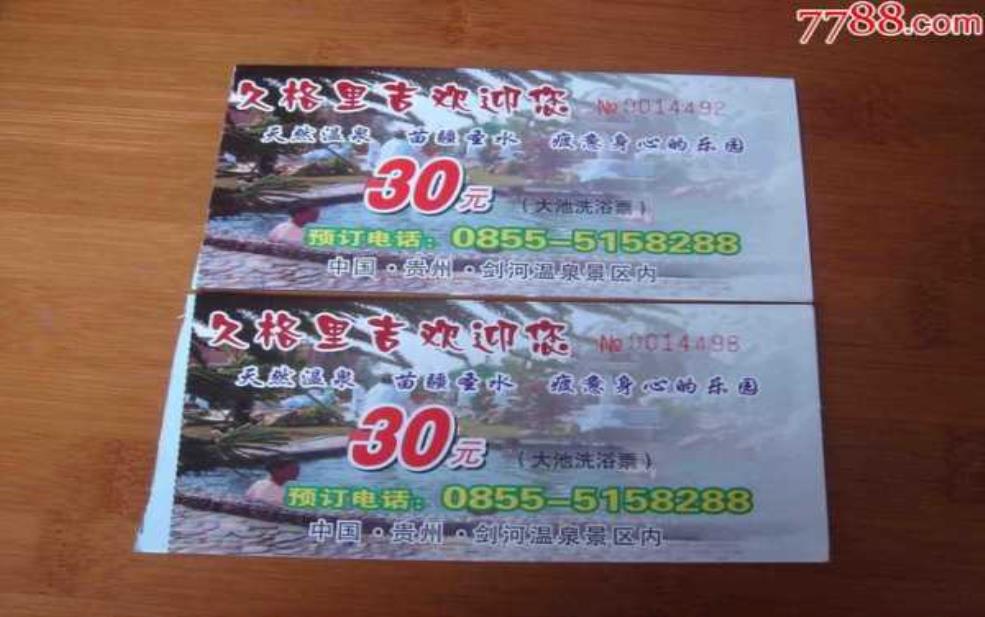 7788.com
久格里吉欢迎您 №0014492
天然温泉 苗疆圣水 疲惫身心的乐园
30元 (大池洗浴票)
预订电话：0855-5158288
中国·贵州·剑河温泉景区内
久格里吉欢迎您 №0014498
天然温泉 苗疆圣水 疲惫身心的乐园
30元 (大池洗浴票)
预订电话：0855-5158288
中国·贵州·剑河温泉景区内